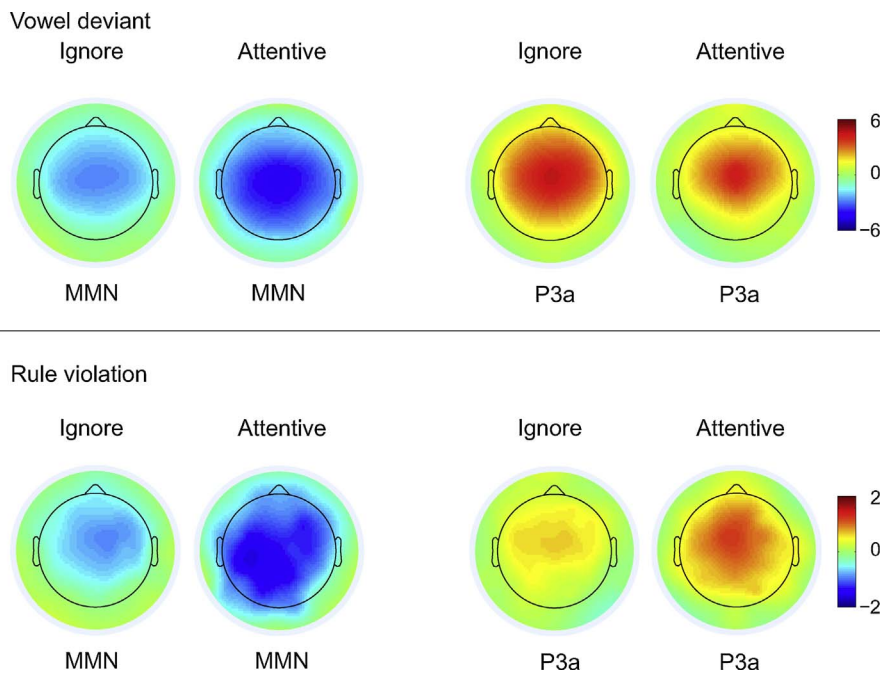 Vowel deviant
Ignore Attentive Ignore Attentive
6
0
−6
MMN MMN P3a P3a
Rule violation
Ignore Attentive Ignore Attentive
2
0
−2
MMN MMN P3a P3a